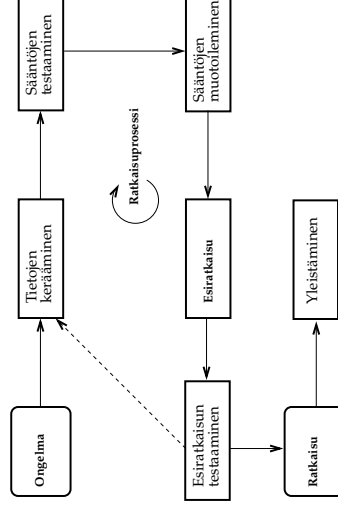 Ongelma
Tietojen
kerääminen
Sääntöjen
testaaminen
Sääntöjen
muotoileminen
Ratkaisuprosessi
Esiratkaisu
Esiratkaisun
testaaminen
Ratkaisu
Yleistäminen